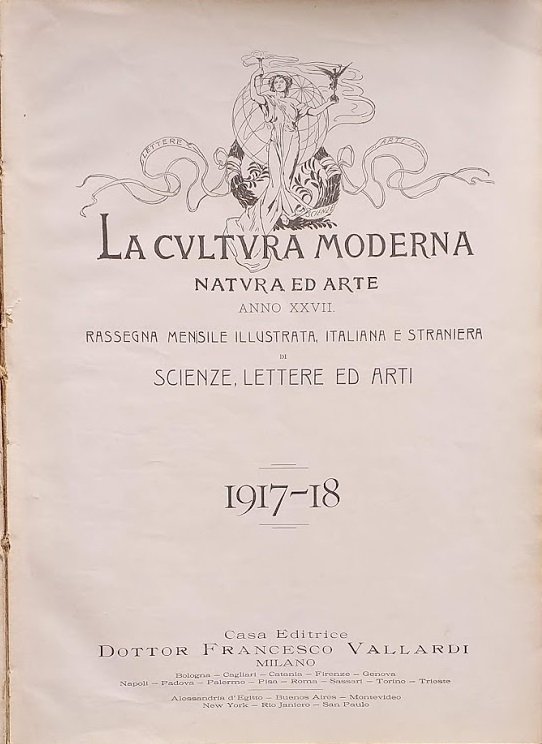 LETTERE
ARTI
SCIENZE
LA CVLTVRA MODERNA
NATVRA ED ARTE
ANNO XXVII.
RASSEGNA MENSILE ILLUSTRATA, ITALIANA E STRANIERA
DI
SCIENZE, LETTERE ED ARTI
1917-18
Casa Editrice
DOTTOR FRANCESCO VALLARDI
MILANO
Bologna — Cagliari — Catania — Firenze — Genova
Napoli — Padova — Palermo — Pisa — Roma — Sassari — Torino — Trieste
Alessandria d'Egitto — Buenos Aires — Montevideo
New York — Rio Janiero — San Paulo